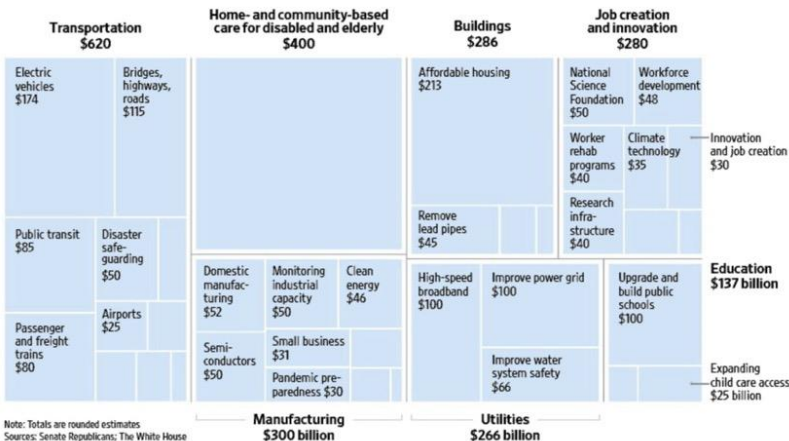 Transportation
$620
Home- and community-based
care for disabled and elderly
$400
Buildings
$286
Job creation
and innovation
$280
Electric
vehicles
$174
Bridges,
highways,
roads
$115
Public transit
$85
Disaster
safe-
guarding
$50
Passenger
and freight
trains
$80
Airports
$25
Affordable housing
$213
Remove
lead pipes
$45
National
Science
Foundation
$50
Workforce
development
$48
Worker
rehab
programs
$40
Climate
technology
$35
Innovation
and job creation
$30
Research
infra-
structure
$40
Domestic
manufac-
turing
$52
Monitoring
industrial
capacity
$50
Clean
energy
$46
Semi-
conductors
$50
Small business
$31
Pandemic pre-
paredness $30
High-speed
broadband
$100
Improve power grid
$100
Improve water
system safety
$66
Upgrade and
build public
schools
$100
Education
$137 billion
Expanding
child care access
$25 billion
Manufacturing
$300 billion
Utilities
$266 billion
Note: Totals are rounded estimates
Sources: Senate Republicans; The White House